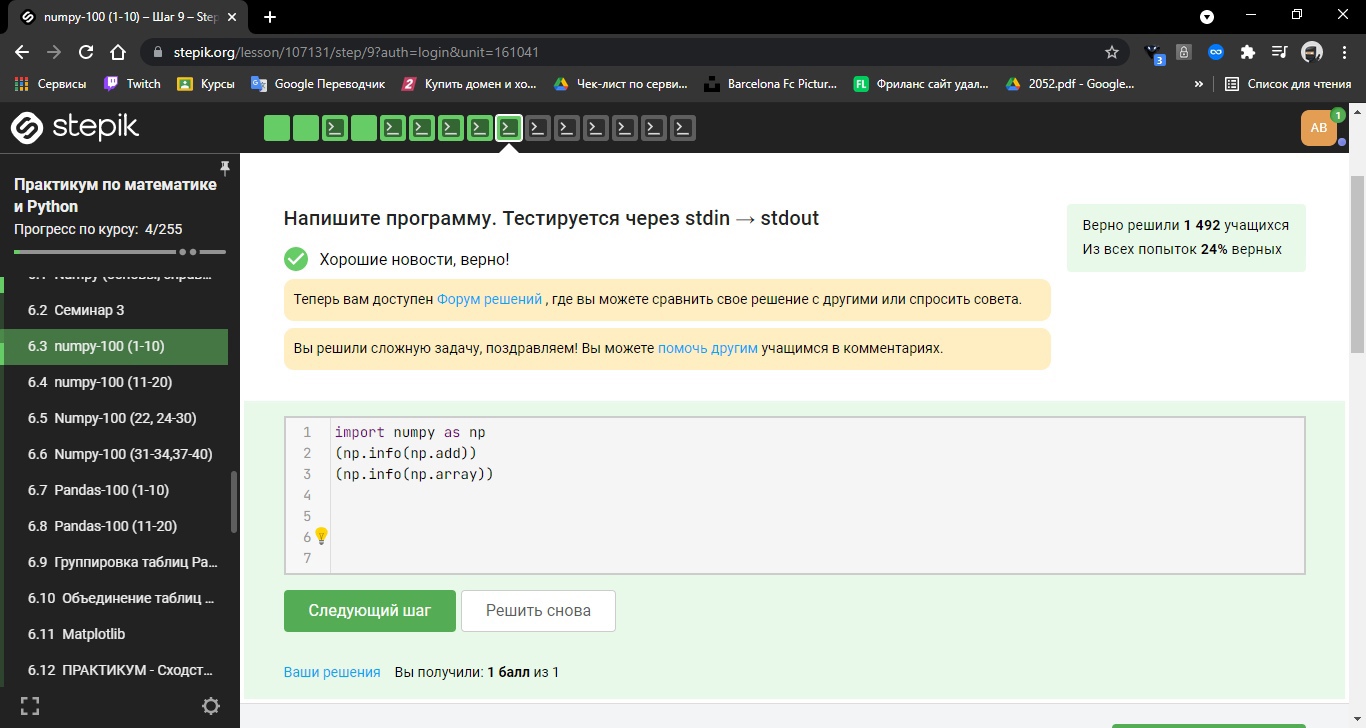 numpy-100 (1-10) – Шаг 9 – Step
stepik.org/lesson/107131/step/9?auth=login&unit=161041
3
Сервисы
Twitch
Курсы
Google Переводчик
Купить домен и хо...
Чек-лист по серви...
Barcelona Fc Pictur...
FL Фриланс сайт удал...
2052.pdf - Google...
»
Список для чтения
stepik
AB
1
Практикум по математике
и Python
Прогресс по курсу: 4/255
6.2 Семинар 3
6.3 numpy-100 (1-10)
6.4 numpy-100 (11-20)
6.5 Numpy-100 (22, 24-30)
6.6 Numpy-100 (31-34,37-40)
6.7 Pandas-100 (1-10)
6.8 Pandas-100 (11-20)
6.9 Группировка таблиц Pa...
6.10 Объединение таблиц ...
6.11 Matplotlib
6.12 ПРАКТИКУМ - Сходст...
Напишите программу. Тестируется через stdin → stdout
Хорошие новости, верно!
Теперь вам доступен Форум решений , где вы можете сравнить свое решение с другими или спросить совета.
Вы решили сложную задачу, поздравляем! Вы можете помочь другим учащимся в комментариях.
Верно решили 1 492 учащихся
Из всех попыток 24% верных
1 import numpy as np
2 (np.info(np.add))
3 (np.info(np.array))
4
5
6
7
Следующий шаг
Решить снова
Ваши решения Вы получили: 1 балл из 1